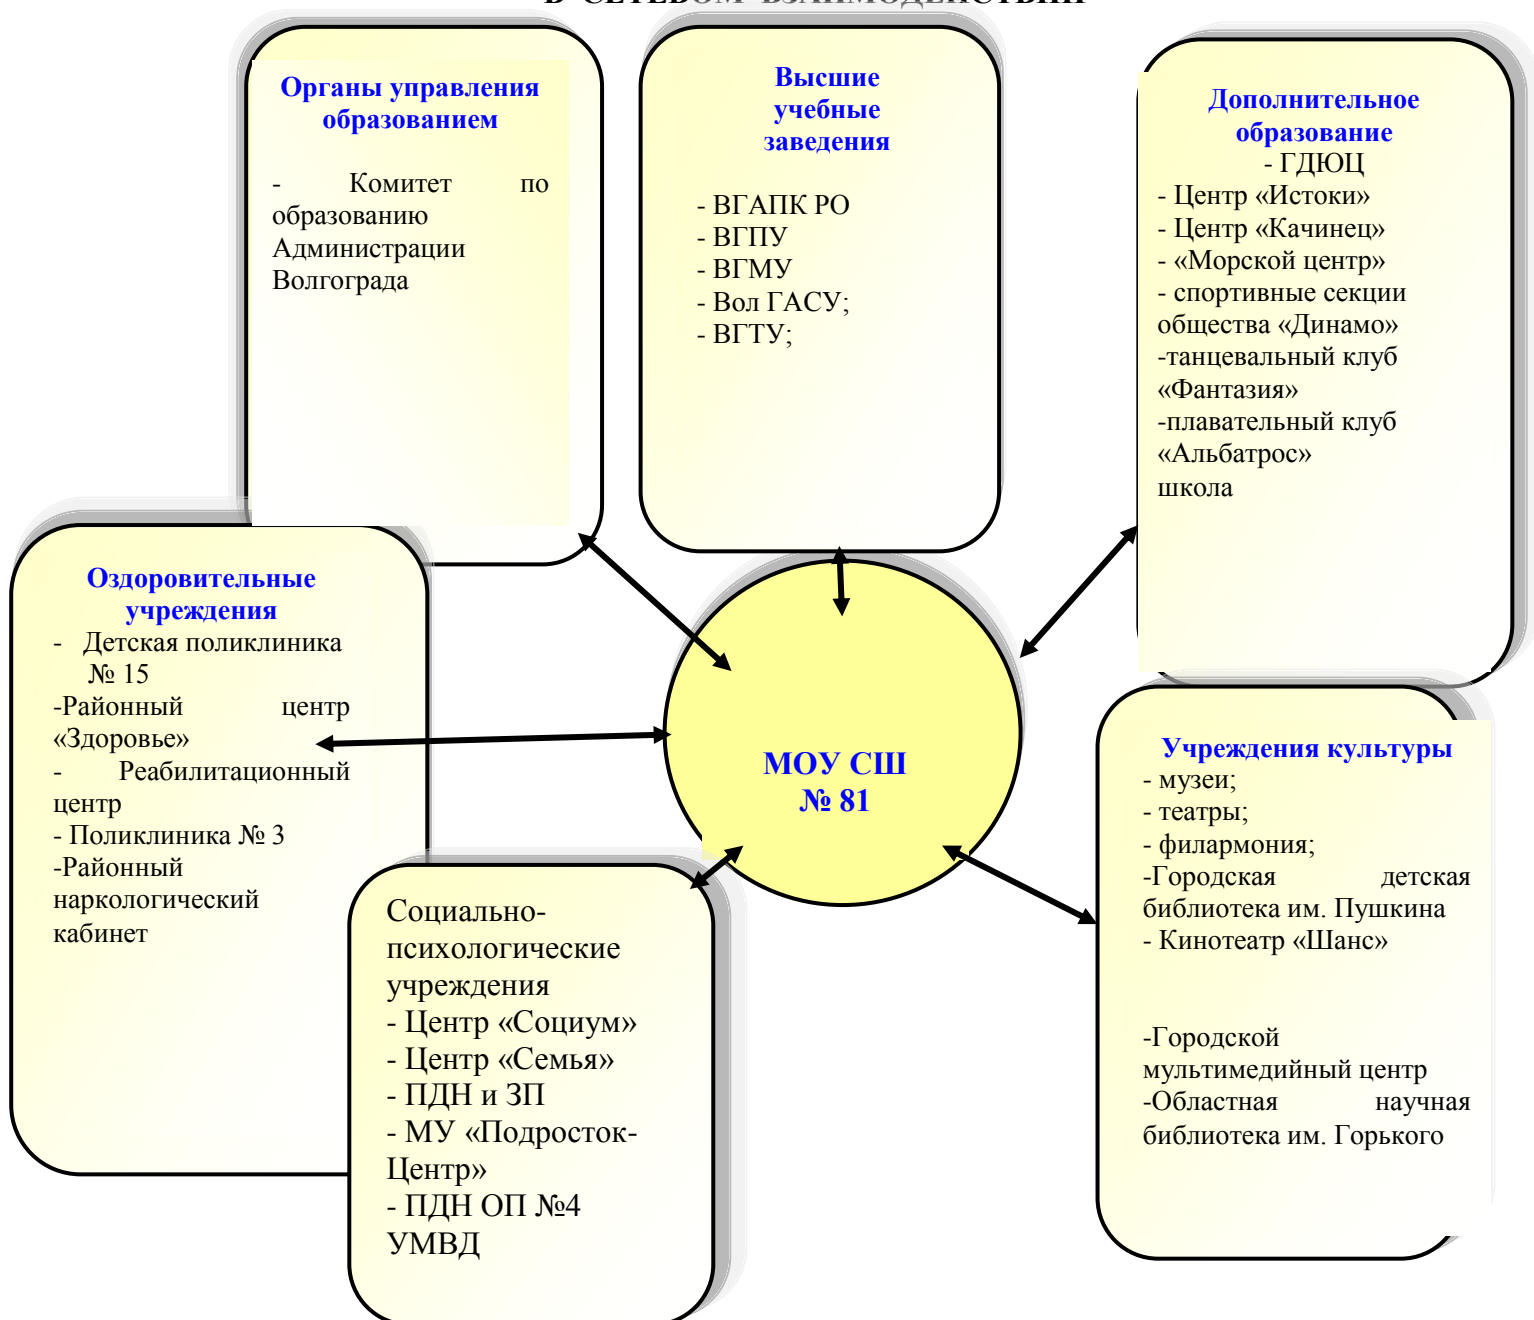 В СЕТЕВОМ ВЗАИМОДЕЙСТВИИ
Органы управления
образованием
- Комитет по
образованию
Администрации
Волгограда
Высшие
учебные
заведения
- ВГАПК РО
- ВГПУ
- ВГМУ
- Вол ГАСУ;
- ВГТУ;
Дополнительное
образование
- ГДЮЦ
- Центр «Истоки»
- Центр «Качинец»
- «Морской центр»
- спортивные секции
общества «Динамо»
-танцевальный клуб
«Фантазия»
-плавательный клуб
«Альбатрос»
школа
Оздоровительные
учреждения
- Детская поликлиника
№ 15
-Районный центр
«Здоровье»
- Реабилитационный
центр
- Поликлиника № 3
-Районный
наркологический
кабинет
МОУ СШ
№ 81
Учреждения культуры
- музеи;
- театры;
- филармония;
-Городская детская
библиотека им. Пушкина
- Кинотеатр «Шанс»
-Городской
мультимедийный центр
-Областная научная
библиотека им. Горького
Социально-
психологические
учреждения
- Центр «Социум»
- Центр «Семья»
- ПДН и ЗП
- МУ «Подросток-
Центр»
- ПДН ОП №4
УМВД